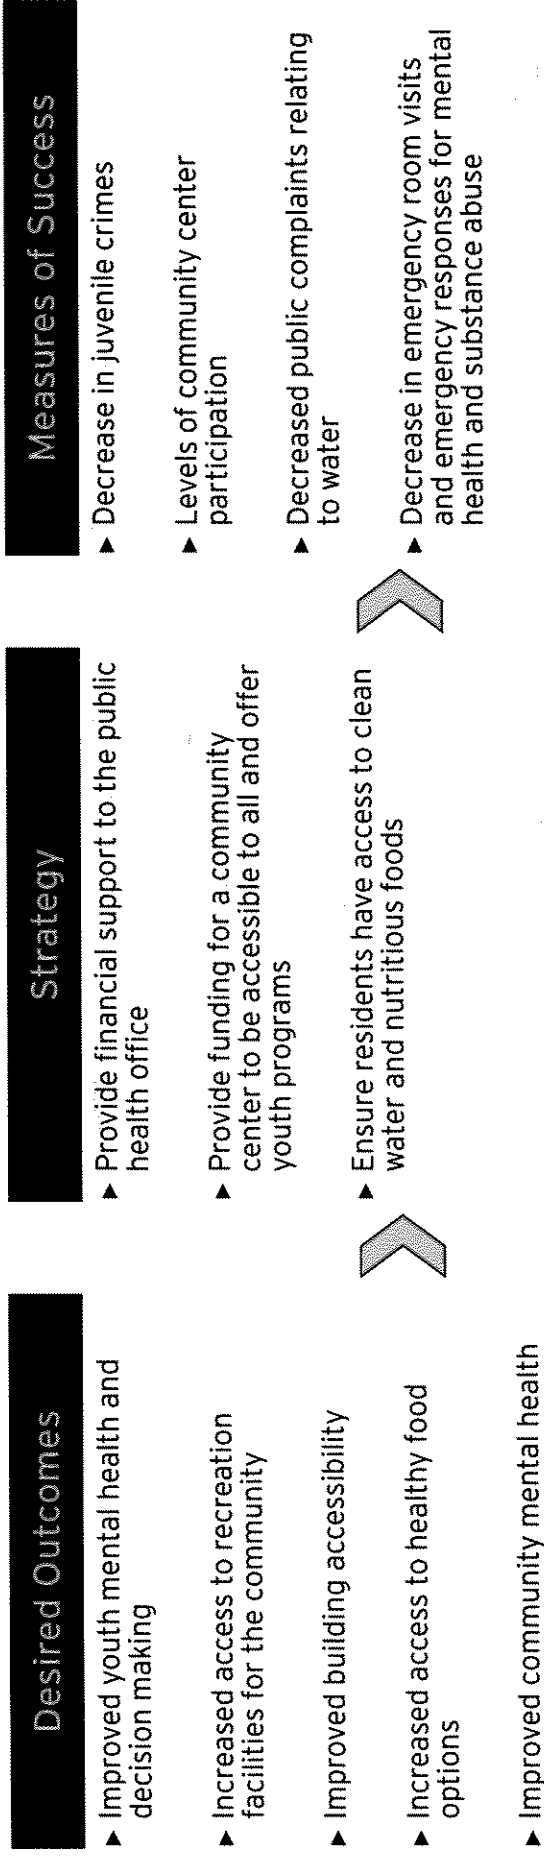 Desired Outcomes
► Improved youth mental health and
decision making
► Increased access to recreation
facilities for the community
► Improved building accessibility
► Increased access to healthy food
options
► Improved community mental health
Strategy
► Provide financial support to the public
health office
► Provide funding for a community
center to be accessible to all and offer
youth programs
► Ensure residents have access to clean
water and nutritious foods
Measures of Success
► Decrease in juvenile crimes
► Levels of community center
participation
► Decreased public complaints relating
to water
► Decrease in emergency room visits
and emergency responses for mental
health and substance abuse